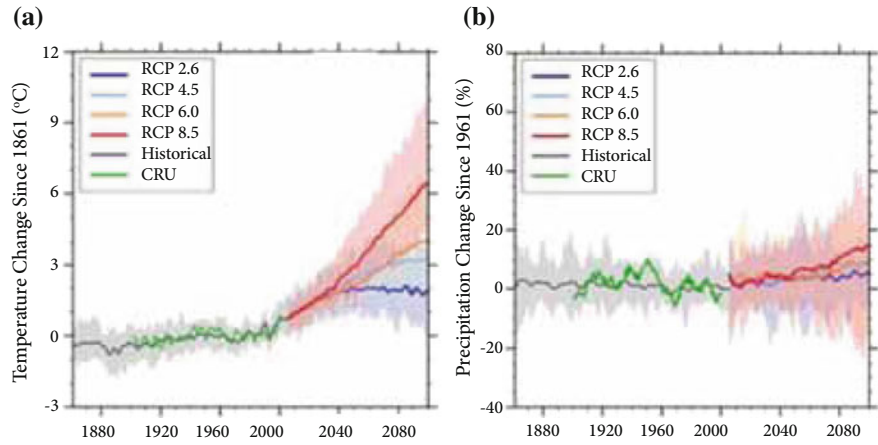 (a)
Temperature Change Since 1861 (°C)
12
9
6
3
0
-3
RCP 2.6
RCP 4.5
RCP 6.0
RCP 8.5
Historical
CRU
1880 1920 1960 2000 2040 2080
(b)
Precipitation Change Since 1961 (%)
80
60
40
20
0
-20
-40
RCP 2.6
RCP 4.5
RCP 6.0
RCP 8.5
Historical
CRU
1880 1920 1960 2000 2040 2080